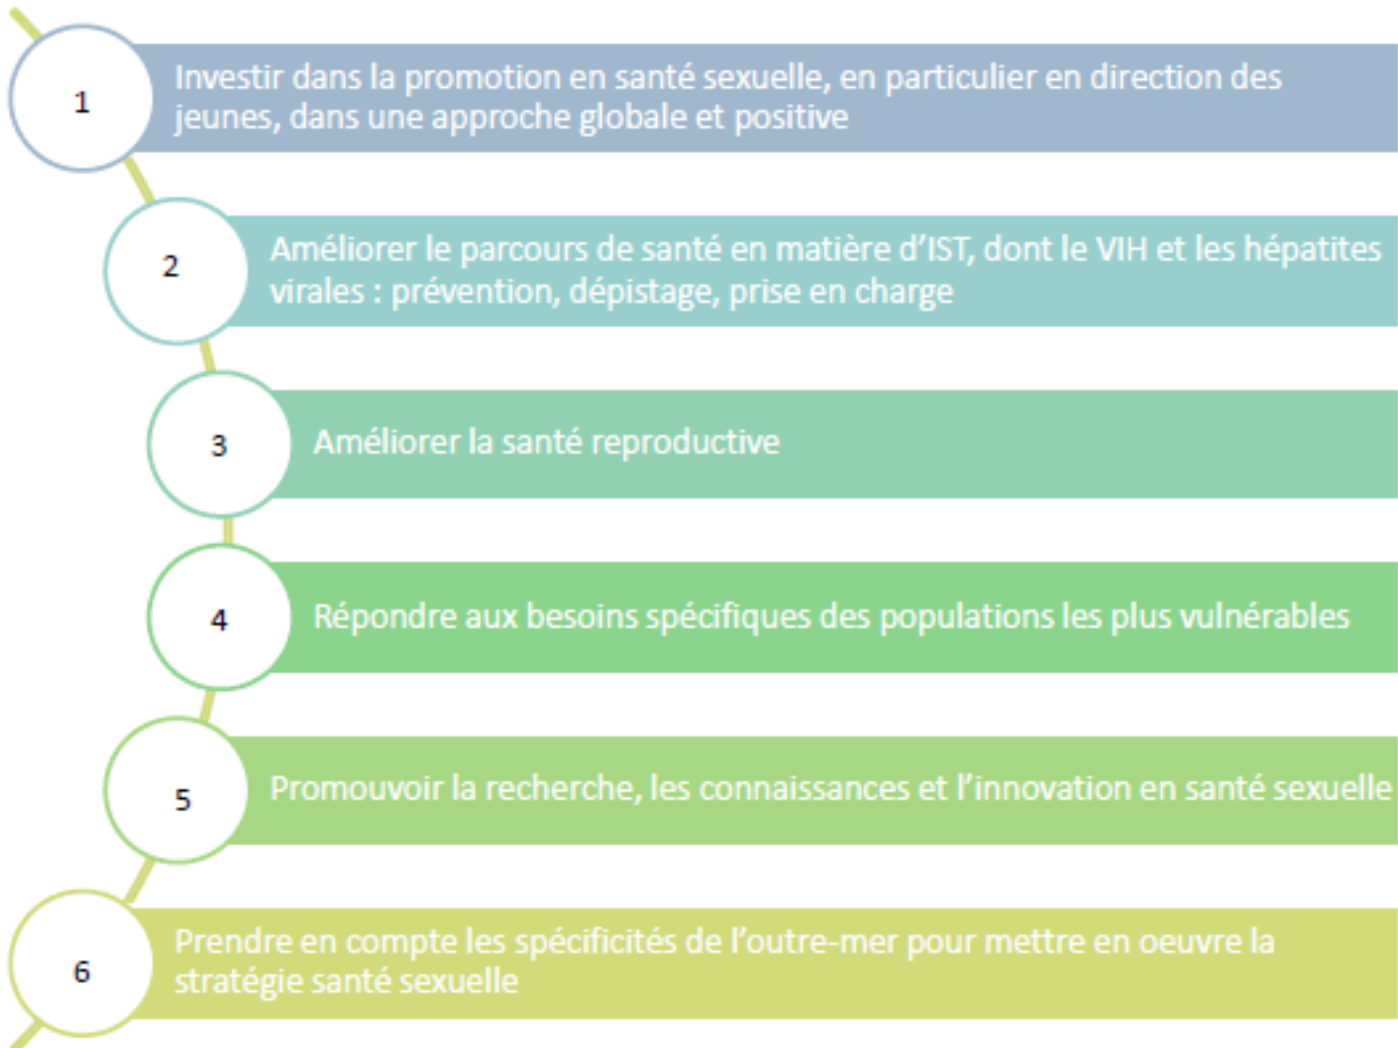 1
Investir dans la promotion en santé sexuelle, en particulier en direction des
jeunes, dans une approche globale et positive
2
Améliorer le parcours de santé en matière d’IST, dont le VIH et les hépatites
virales : prévention, dépistage, prise en charge
3
Améliorer la santé reproductive
4
Répondre aux besoins spécifiques des populations les plus vulnérables
5
Promouvoir la recherche, les connaissances et l’innovation en santé sexuelle
6
Prendre en compte les spécificités de l’outre-mer pour mettre en oeuvre la
stratégie santé sexuelle